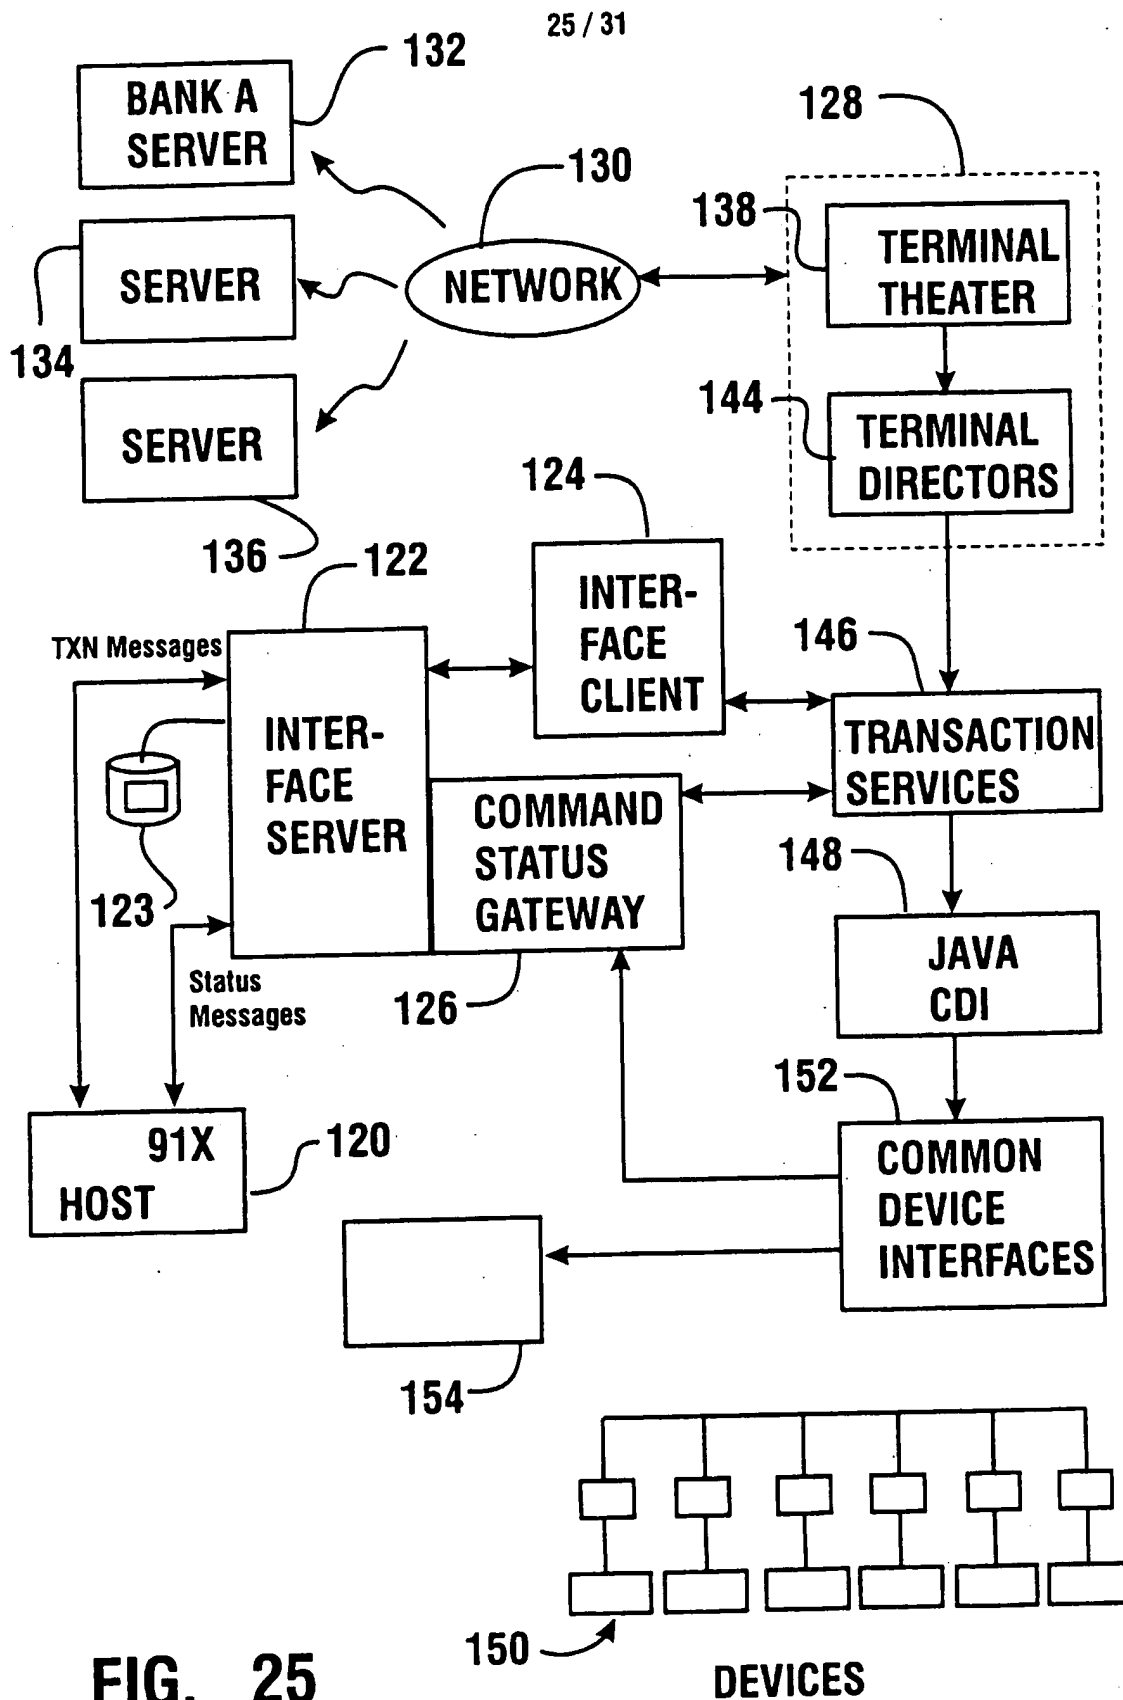 25 / 31
132
BANK A
SERVER
128
130
138
TERMINAL
THEATER
SERVER
NETWORK
134
144
TERMINAL
DIRECTORS
SERVER
124
136
122
INTER-
FACE
CLIENT
146
TXN Messages
INTER-
FACE
SERVER
TRANSACTION
SERVICES
COMMAND
STATUS
GATEWAY
148
123
JAVA
CDI
Status
Messages
126
152
91X
HOST
120
COMMON
DEVICE
INTERFACES
154
150
DEVICES
FIG. 25